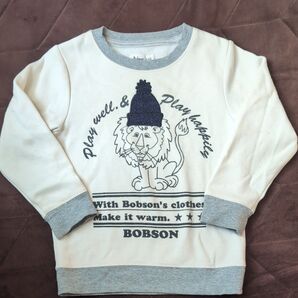 Play well. & Play happily
With Bobson's clothes
Make it warm. ★★★
BOBSON